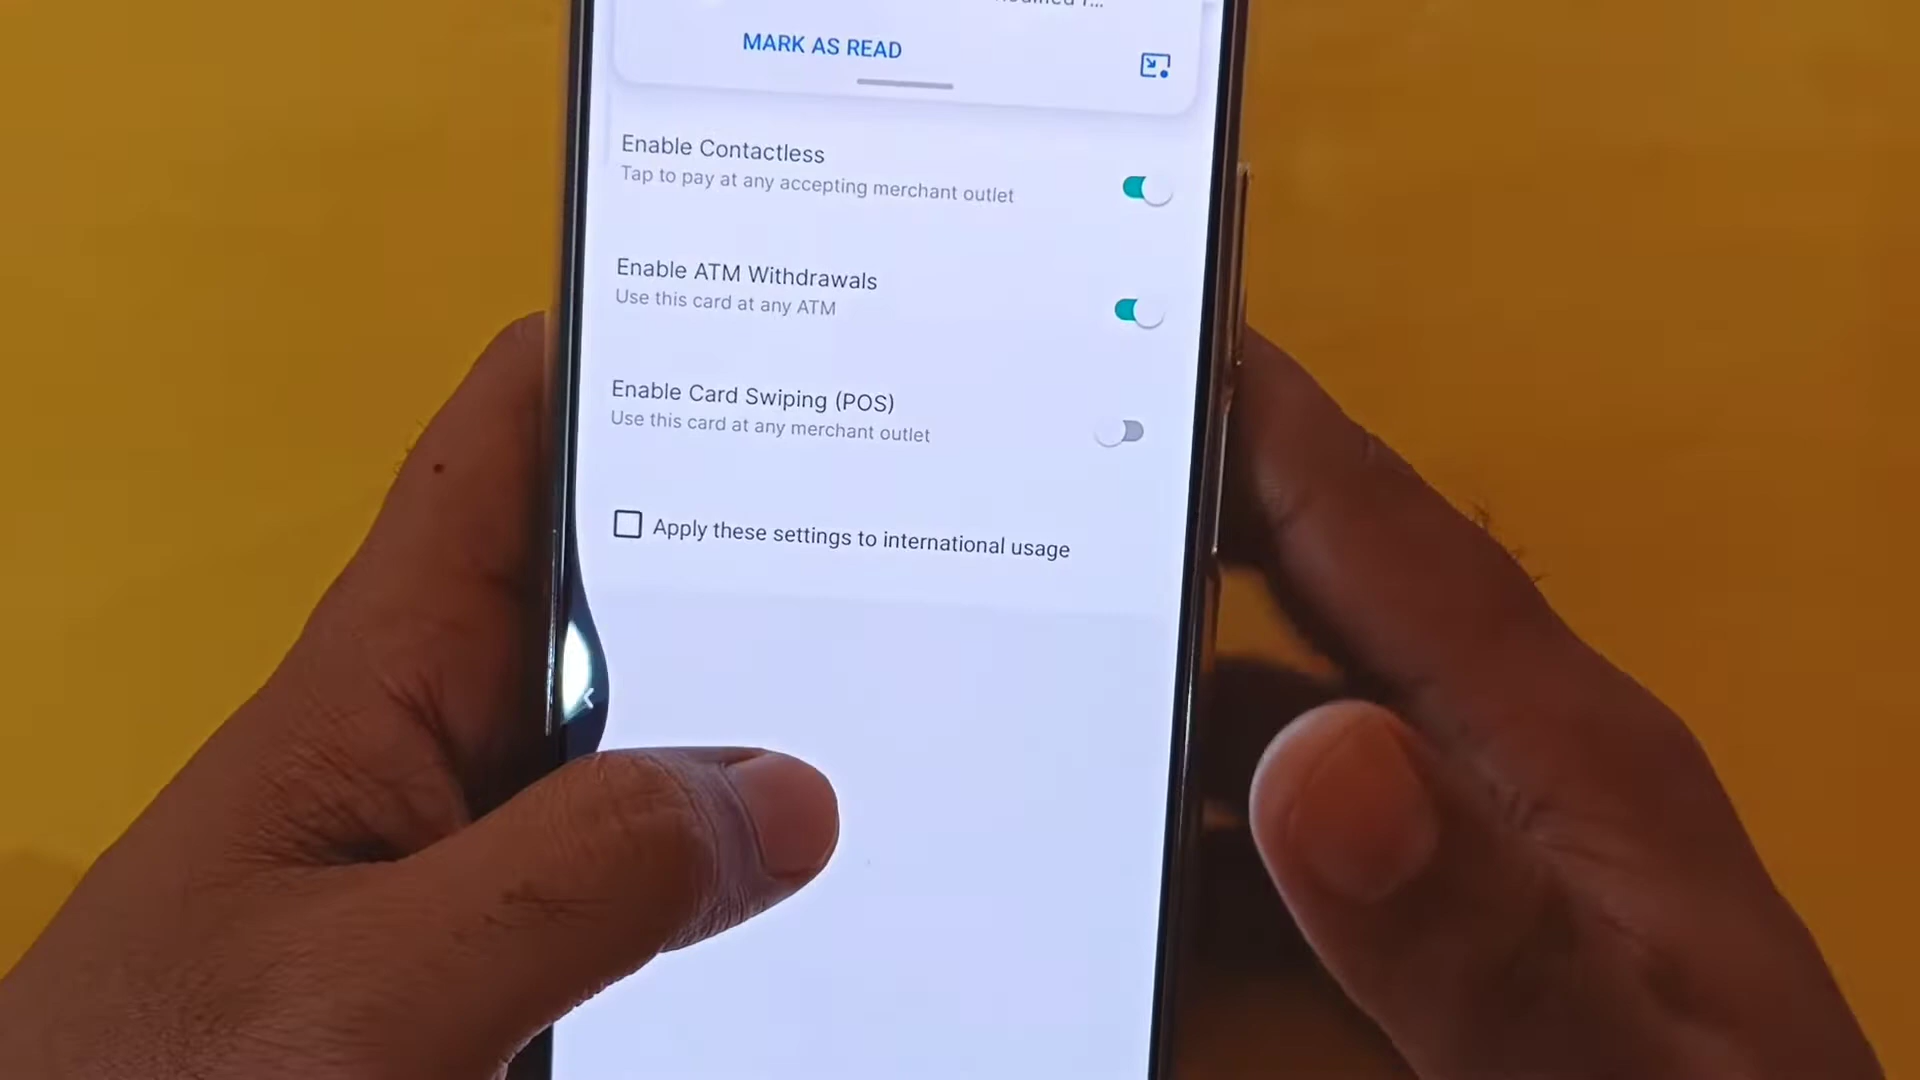 MARK AS READ
Enable Contactless
Tap to pay at any accepting merchant outlet
Enable ATM Withdrawals
Use this card at any ATM
Enable Card Swiping (POS)
Use this card at any merchant outlet
Apply these settings to international usage